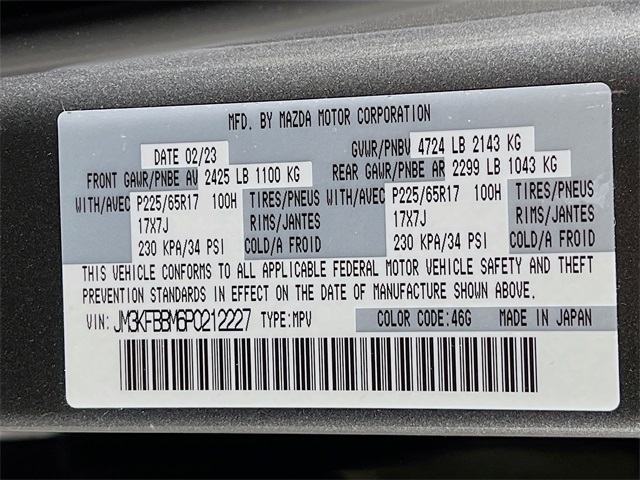 MFD. BY MAZDA MOTOR CORPORATION
DATE 02/23 GVWR/PNBV 4724 LB 2143 KG
FRONT GAWR/PNBE AV 2425 LB 1100 KG REAR GAWR/PNBE AR 2299 LB 1043 KG
WITH/AVEC P225/65R17 100H TIRES/PNEUS WITH/AVEC P225/65R17 100H TIRES/PNEUS
17X7J RIMS/JANTES 17X7J RIMS/JANTES
230 KPA/34 PSI COLD/A FROID 230 KPA/34 PSI COLD/A FROID
THIS VEHICLE CONFORMS TO ALL APPLICABLE FEDERAL MOTOR VEHICLE SAFETY AND THEFT
PREVENTION STANDARDS IN EFFECT ON THE DATE OF MANUFACTURE SHOWN ABOVE.
VIN: JM3KFBBM6P0212227 TYPE:MPV COLOR CODE:46G MADE IN JAPAN